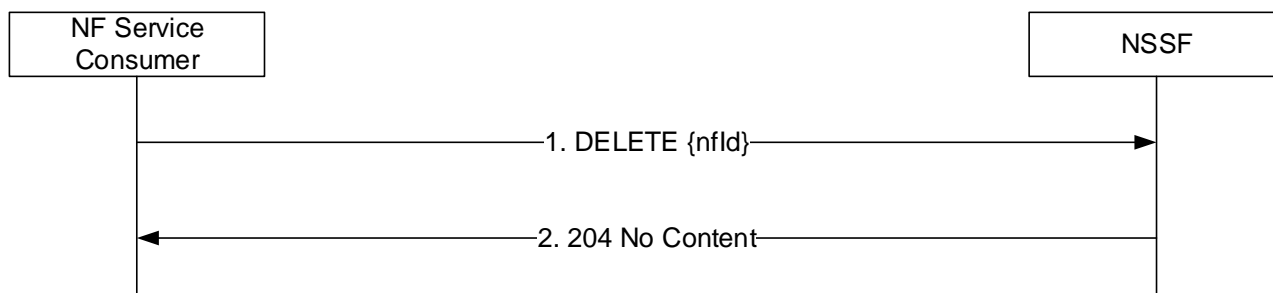 NF Service
Consumer
NSSF
1. DELETE {nfId}
2. 204 No Content